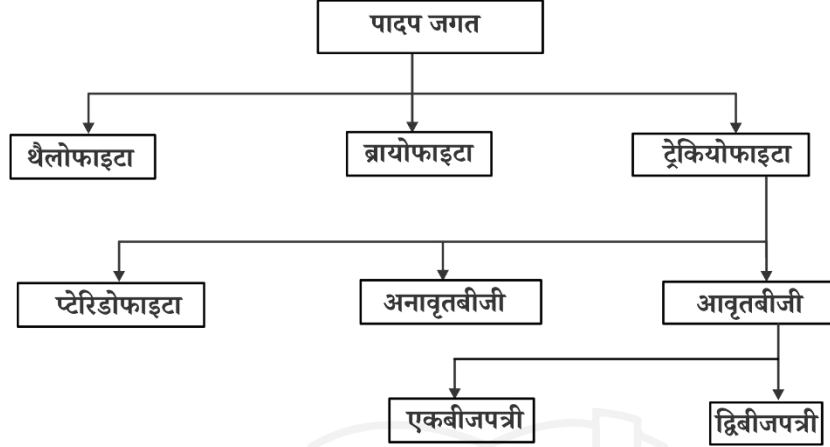 पादप जगत
थैलोफाइटा
ब्रायोफाइटा
ट्रेकियोफाइटा
प्टेरिडोफाइटा
अनावृतबीजी
आवृतबीजी
एकबीजपत्री
द्विबीजपत्री